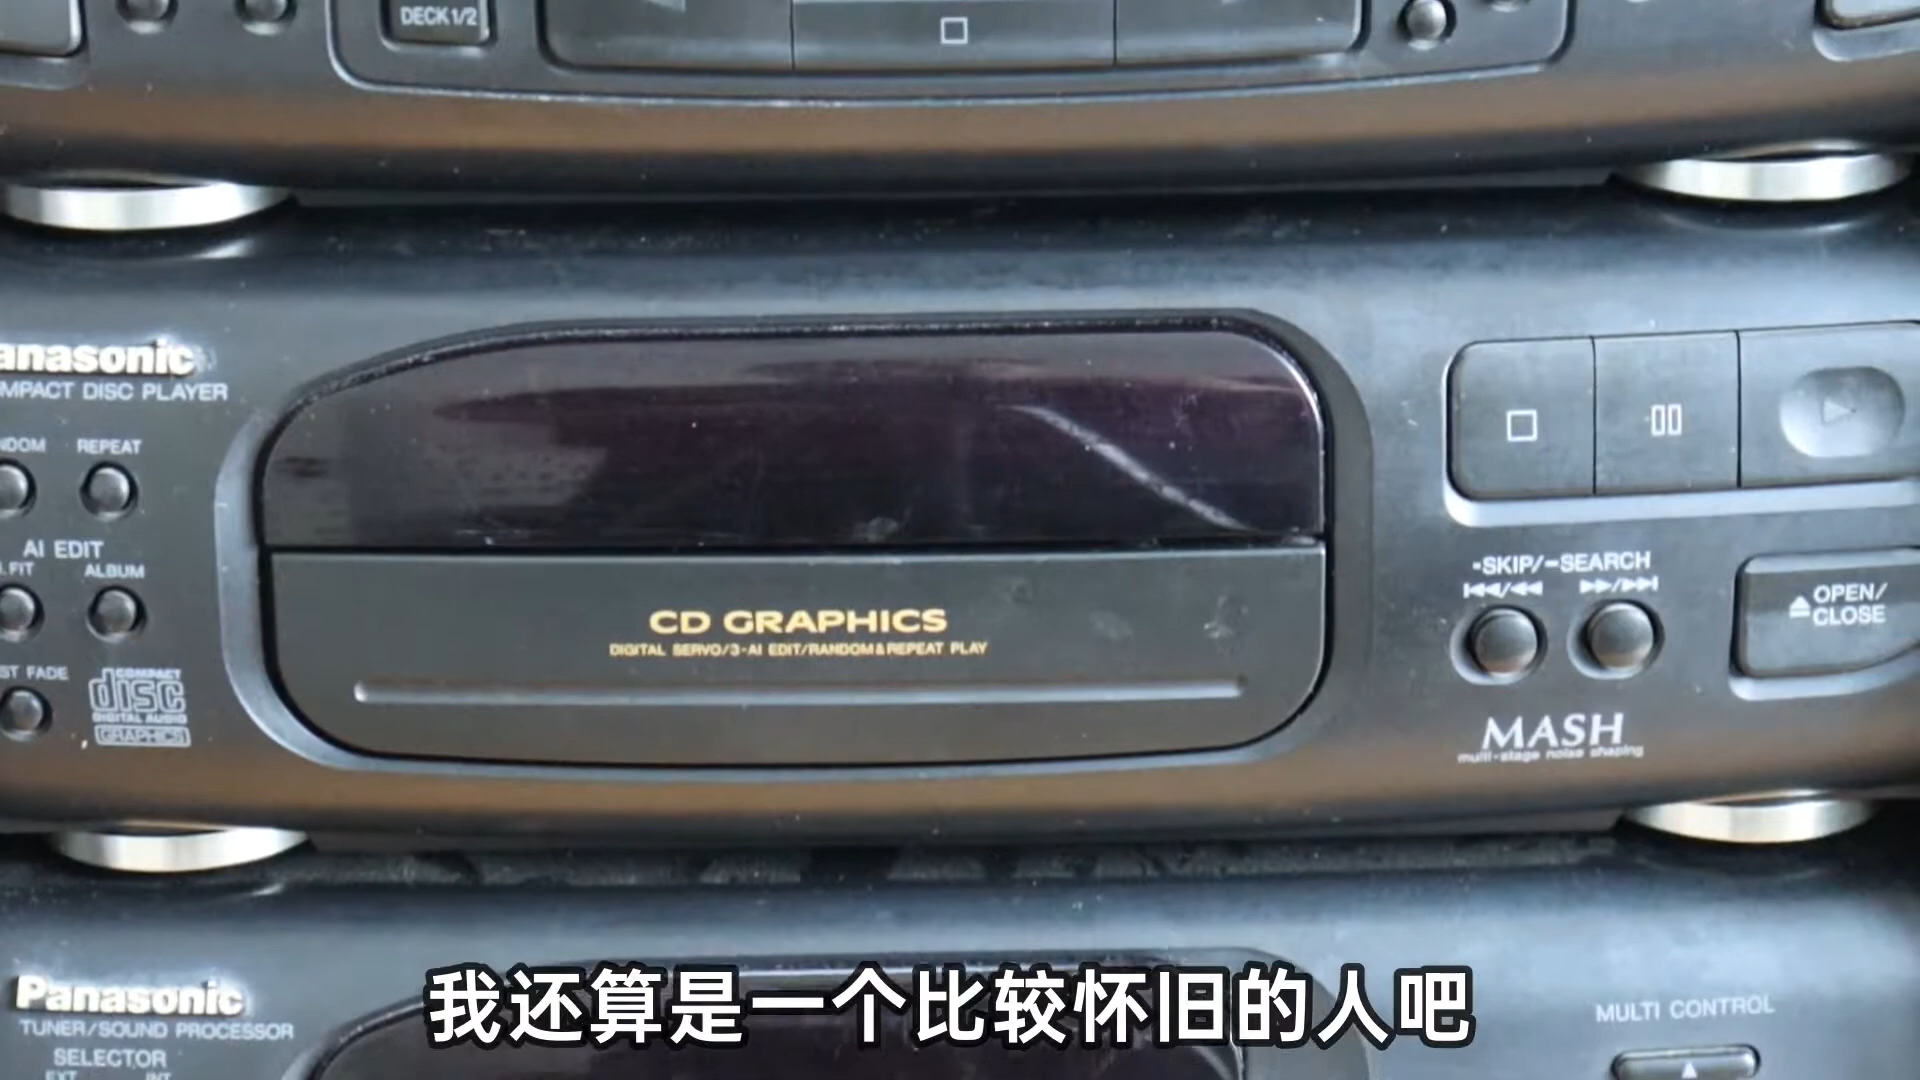 DECK 1/2
anasonic
MPACT DISC PLAYER
NDOM REPEAT
AI EDIT
FIT ALBUM
ST FADE
COMPACT
disc
DIGITAL AUDIO
GRAPHICS
CD GRAPHICS
DIGITAL SERVO/3-AI EDIT/RANDOM&REPEAT PLAY
-SKIP/-SEARCH
OPEN/
CLOSE
MASH
multi-stage noise shaping
Panasonic
TUNER/SOUND PROCESSOR
SELECTOR
EXT INT
MULTI CONTROL
我还算是一个比较怀旧的人吧